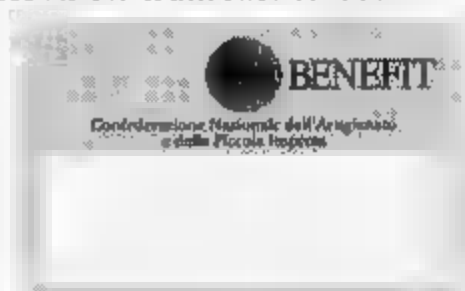 BENEFIT
Confederazione Nazionale dell'Artigianato
e della Piccola Impresa